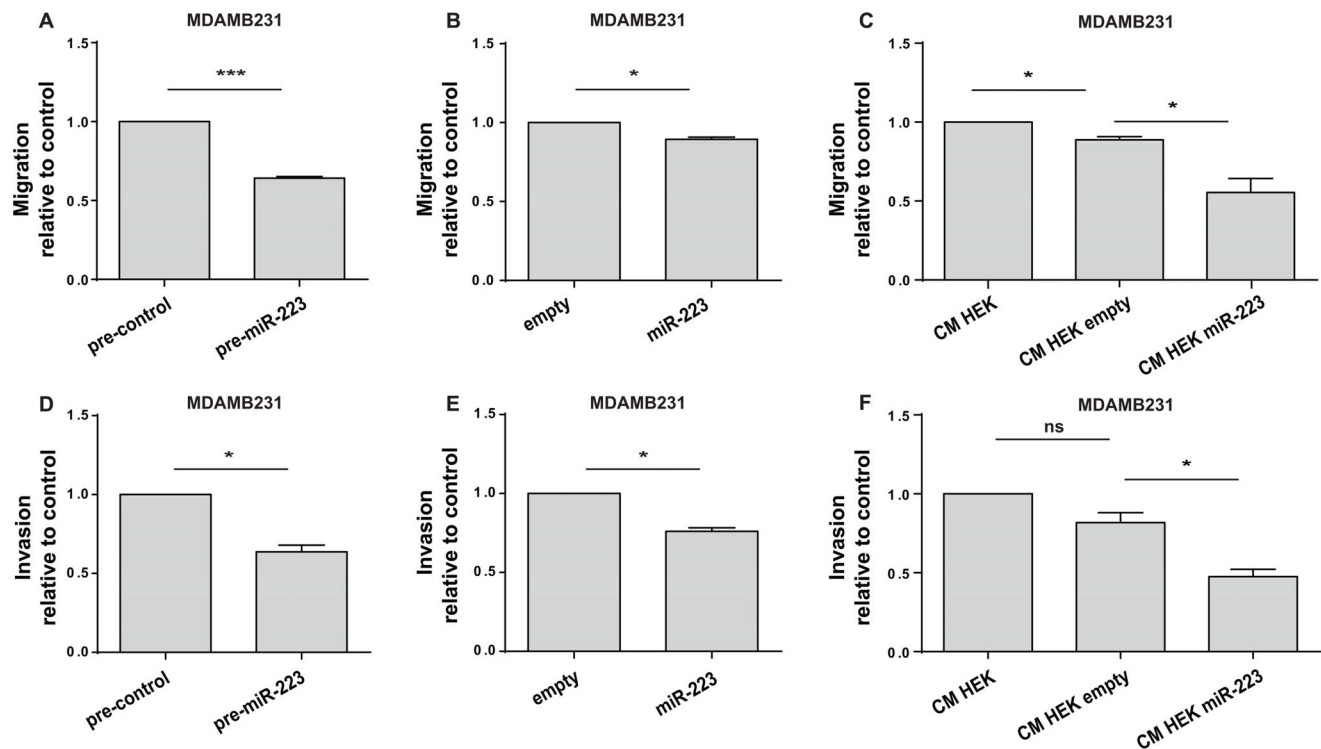 A
MDAMB231
Migration
relative to control
1.5
1.0
0.5
0.0
***
pre-control
pre-miR-223
B
MDAMB231
Migration
relative to control
1.5
1.0
0.5
0.0
*
empty
miR-223
C
MDAMB231
Migration
relative to control
1.5
1.0
0.5
0.0
*
*
CM HEK
CM HEK empty
CM HEK miR-223
D
MDAMB231
Invasion
relative to control
1.5
1.0
0.5
0.0
*
pre-control
pre-miR-223
E
MDAMB231
Invasion
relative to control
1.5
1.0
0.5
0.0
*
empty
miR-223
F
MDAMB231
Invasion
relative to control
1.5
1.0
0.5
0.0
ns
*
CM HEK
CM HEK empty
CM HEK miR-223